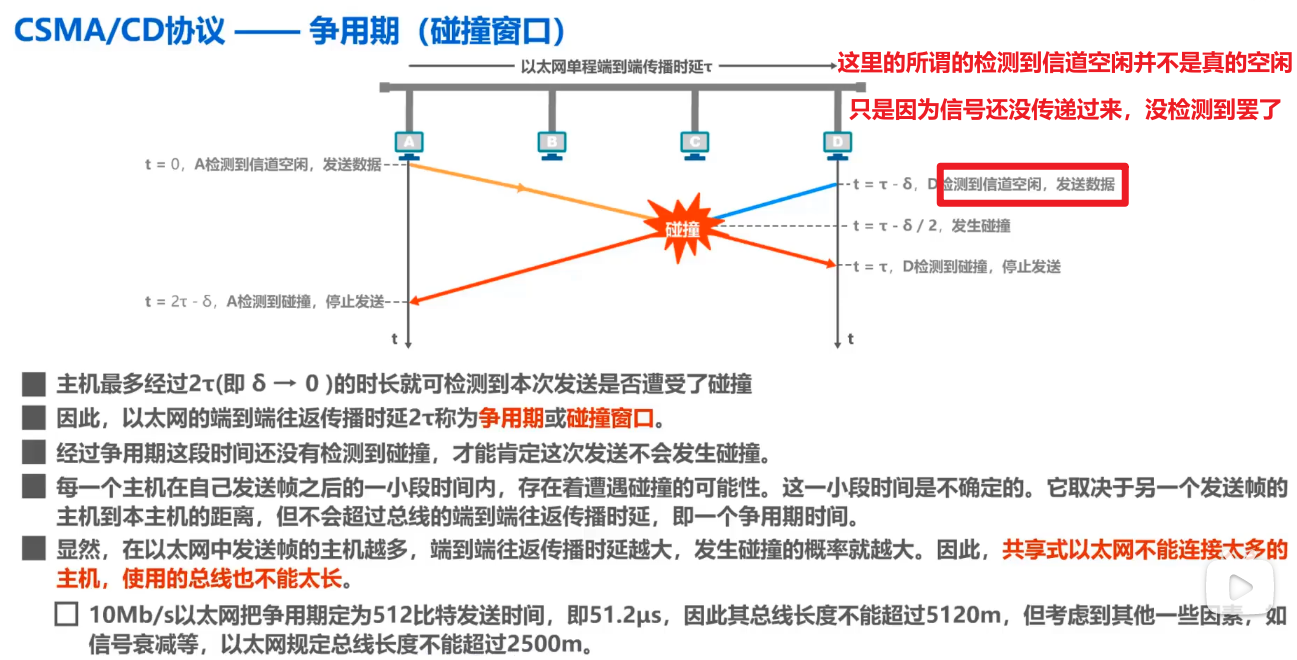 CSMA/CD协议 —— 争用期（碰撞窗口）
以太网单程端到端传播时延τ
这里的所谓的检测到信道空闲并不是真的空闲
只是因为信号还没传递过来，没检测到罢了
A
B
C
D
t = 0，A检测到信道空闲，发送数据
t = τ - δ，D检测到信道空闲，发送数据
碰撞
t = τ - δ / 2，发生碰撞
t = τ，D检测到碰撞，停止发送
t = 2τ - δ，A检测到碰撞，停止发送
t
t
主机最多经过2τ(即 δ → 0 )的时长就可检测到本次发送是否遭受了碰撞
因此，以太网的端到端往返传播时延2τ称为争用期或碰撞窗口。
经过争用期这段时间还没有检测到碰撞，才能肯定这次发送不会发生碰撞。
每一个主机在自己发送帧之后的一小段时间内，存在着遭遇碰撞的可能性。这一小段时间是不确定的。它取决于另一个发送帧的
主机到本主机的距离，但不会超过总线的端到端往返传播时延，即一个争用期时间。
显然，在以太网中发送帧的主机越多，端到端往返传播时延越大，发生碰撞的概率就越大。因此，共享式以太网不能连接太多的
主机，使用的总线也不能太长。
10Mb/s以太网把争用期定为512比特发送时间，即51.2μs，因此其总线长度不能超过5120m，但考虑到其他一些因素，如
信号衰减等，以太网规定总线长度不能超过2500m。